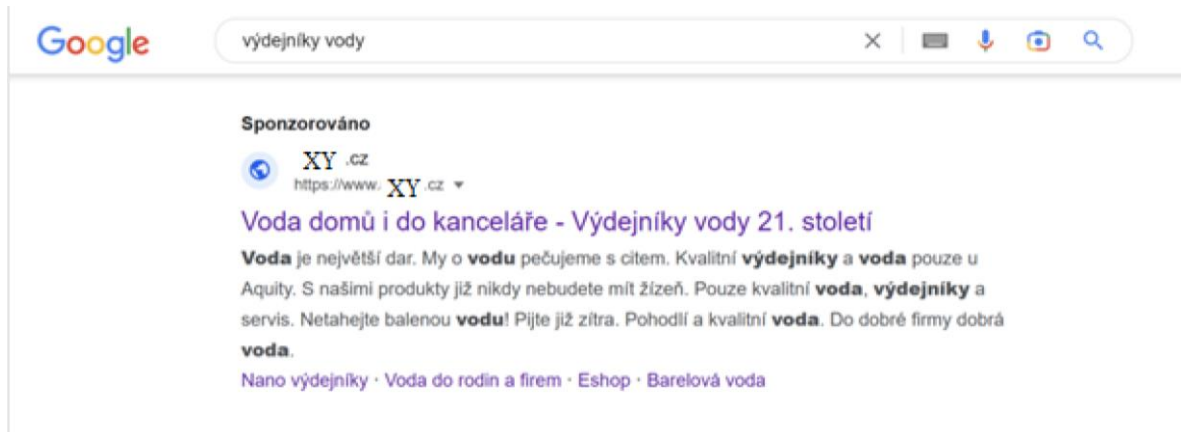 Google
výdejníky vody
Sponzorováno
XY .cz
https://www. XY .cz
Voda domů i do kanceláře - Výdejníky vody 21. století
Voda je největší dar. My o vodu pečujeme s citem. Kvalitní výdejníky a voda pouze u
Aquity. S našimi produkty již nikdy nebudete mít žízeň. Pouze kvalitní voda, výdejníky a
servis. Netahejte balenou vodu! Pijte již zítra. Pohodlí a kvalitní voda. Do dobré firmy dobrá
voda.
Nano výdejníky · Voda do rodin a firem · Eshop · Barelová voda